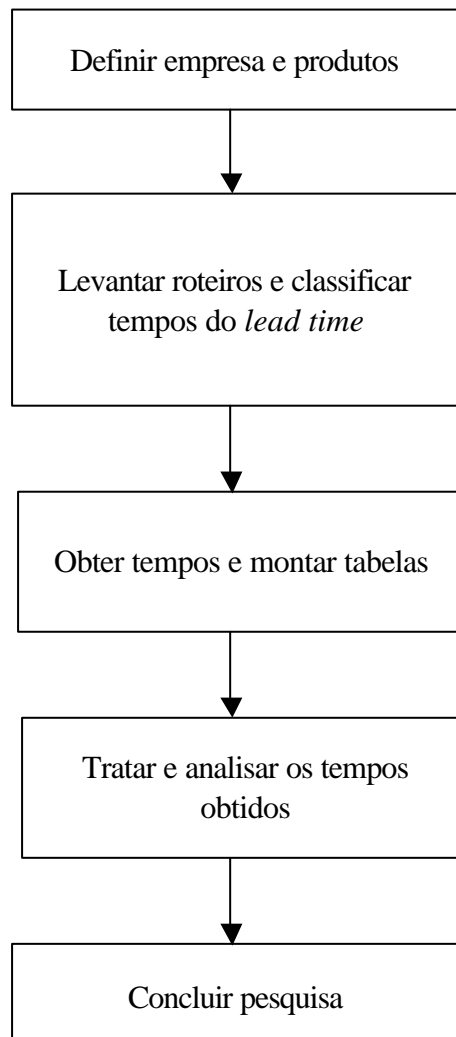 Definir empresa e produtos
Levantar roteiros e classificar
tempos do lead time
Obter tempos e montar tabelas
Tratar e analisar os tempos
obtidos
Concluir pesquisa